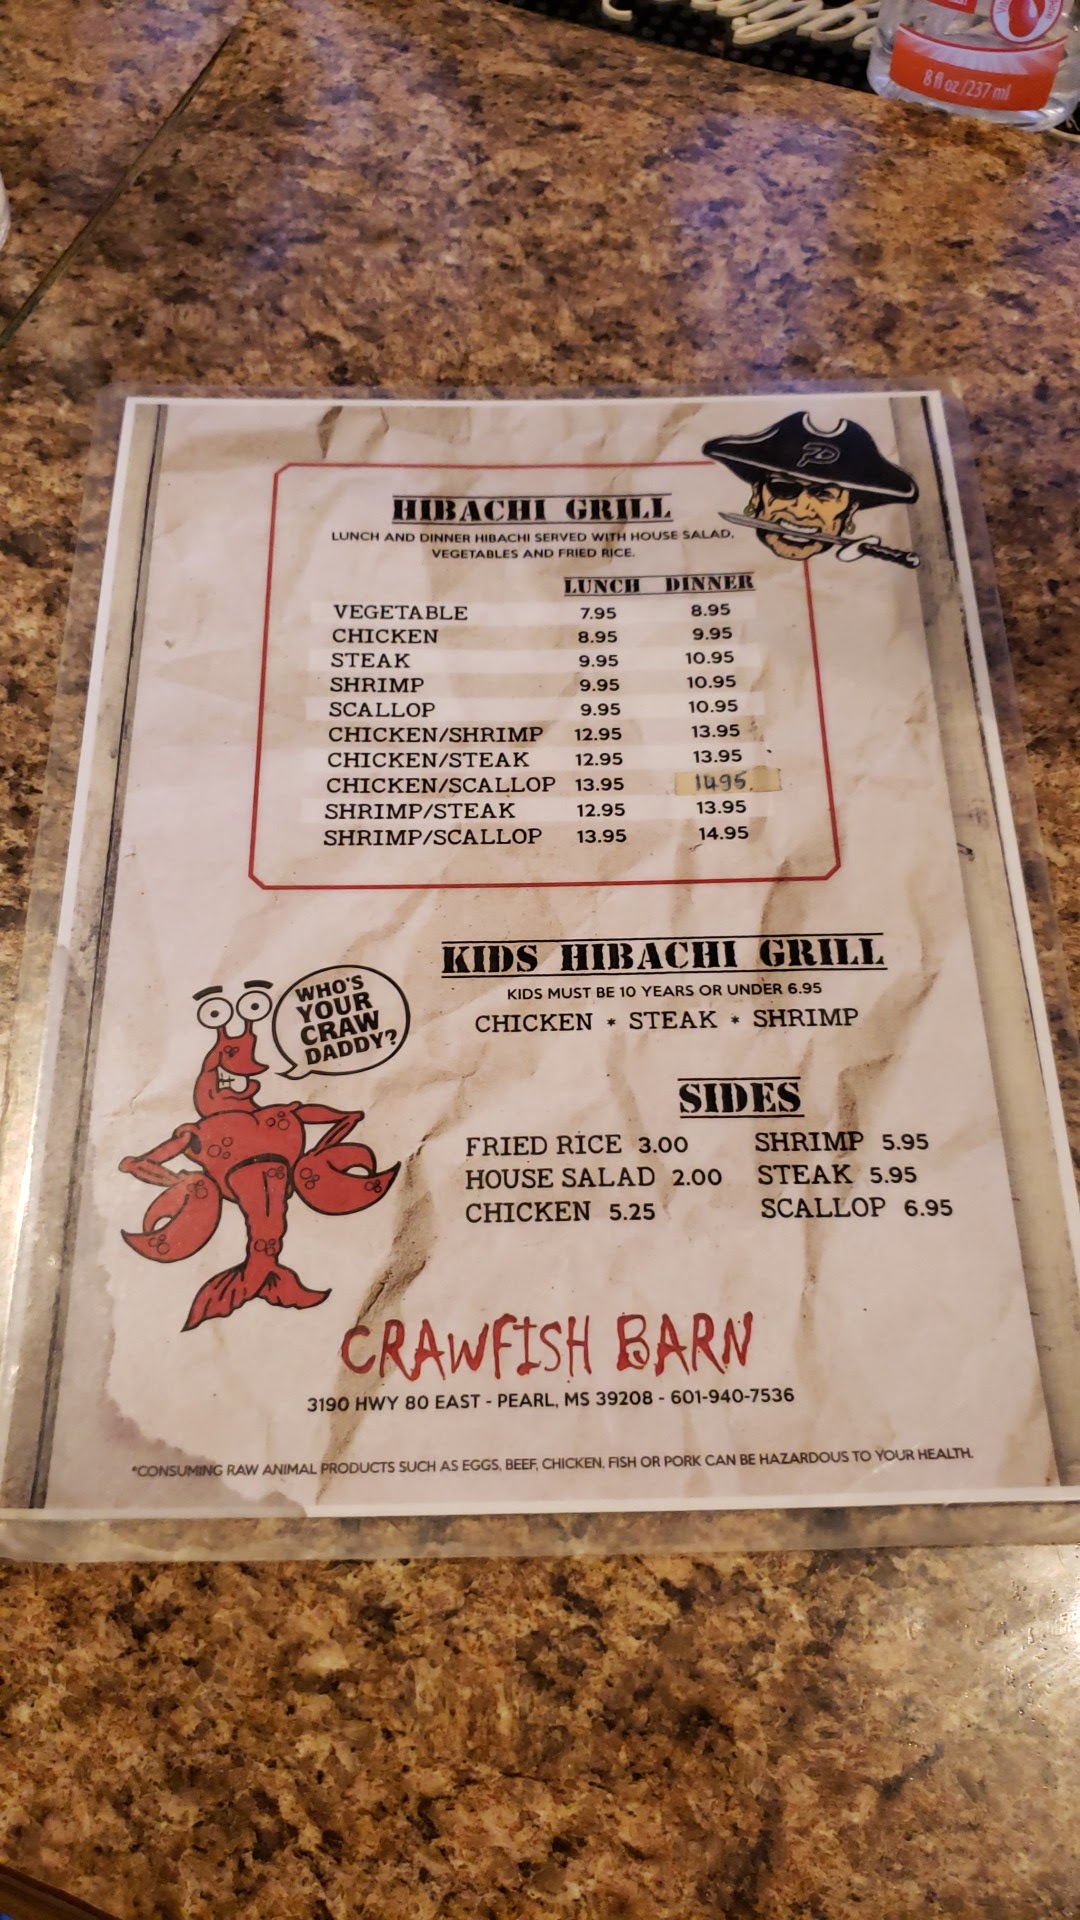 8 fl oz/237 ml
HIBACHI GRILL
LUNCH AND DINNER HIBACHI SERVED WITH HOUSE SALAD,
VEGETABLES AND FRIED RICE.
LUNCH DINNER
VEGETABLE 7.95 8.95
CHICKEN 8.95 9.95
STEAK 9.95 10.95
SHRIMP 9.95 10.95
SCALLOP 9.95 10.95
CHICKEN/SHRIMP 12.95 13.95
CHICKEN/STEAK 12.95 13.95
CHICKEN/SCALLOP 13.95 1495.
SHRIMP/STEAK 12.95 13.95
SHRIMP/SCALLOP 13.95 14.95
P
KIDS HIBACHI GRILL
KIDS MUST BE 10 YEARS OR UNDER 6.95
CHICKEN * STEAK * SHRIMP
WHO'S
YOUR
CRAW
DADDY?
SIDES
FRIED RICE 3.00 SHRIMP 5.95
HOUSE SALAD 2.00 STEAK 5.95
CHICKEN 5.25 SCALLOP 6.95
CRAWFISH BARN
3190 HWY 80 EAST - PEARL, MS 39208 - 601-940-7536
*CONSUMING RAW ANIMAL PRODUCTS SUCH AS EGGS, BEEF, CHICKEN, FISH OR PORK CAN BE HAZARDOUS TO YOUR HEALTH.